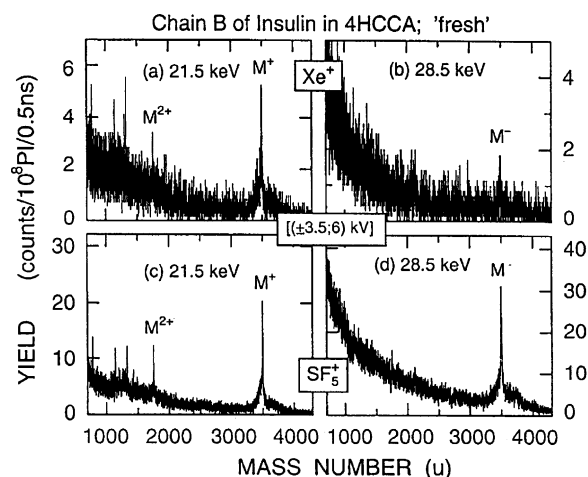 Chain B of Insulin in 4HCCA; 'fresh'
6
4
2
0
(a) 21.5 keV
M²⁺
M⁺
Xe⁺
(b) 28.5 keV
M⁻
4
2
0
[(±3.5;6) kV]
30
20
10
0
(c) 21.5 keV
M²⁺
M⁺
SF₅⁺
(d) 28.5 keV
M⁻
40
30
20
10
0
YIELD (counts/10⁸PI/0.5ns)
1000 2000 3000 4000
1000 2000 3000 4000
MASS NUMBER (u)